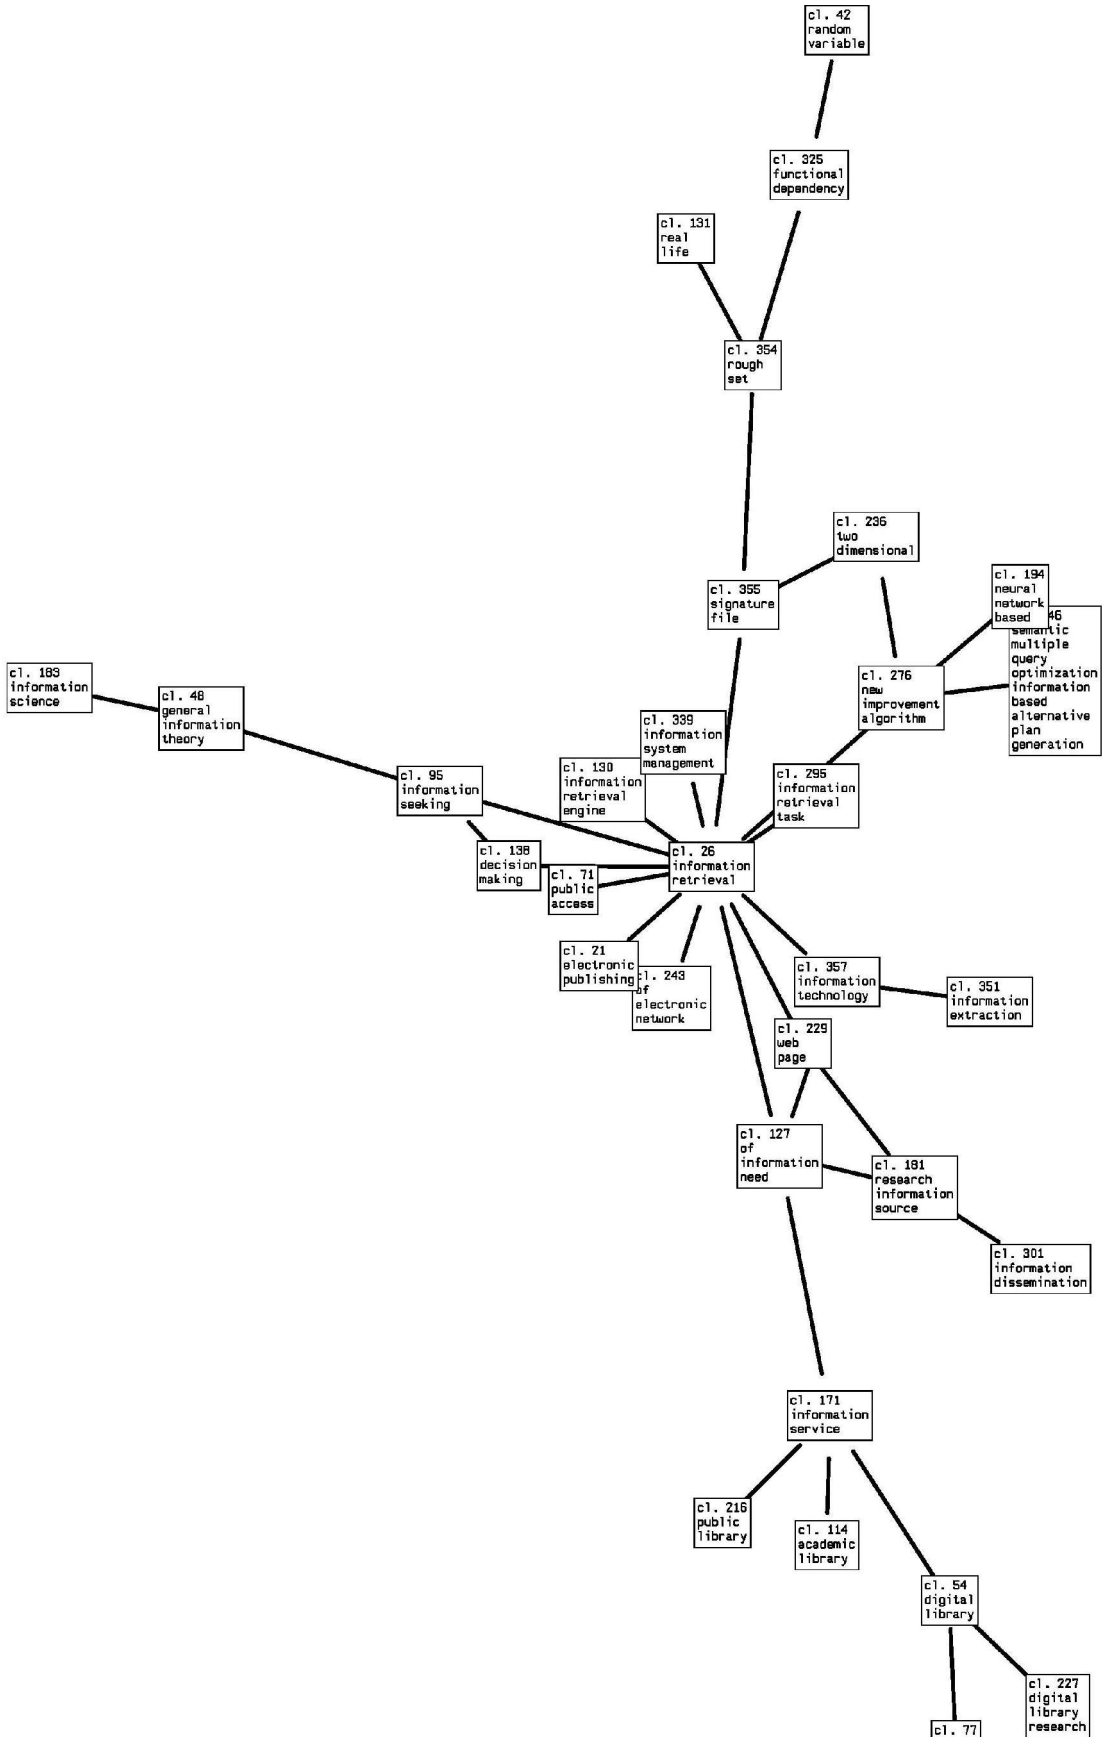 cl. 42
random
variable
cl. 325
functional
dependency
cl. 131
real
life
cl. 354
rough
set
cl. 236
two
dimensional
cl. 194
neural
network
based
cl. 355
signature
file
46
semantic
multiple
query
optimization
information
based
alternative
plan
generation
cl. 183
information
science
cl. 48
general
information
theory
cl. 276
new
improvement
algorithm
cl. 339
information
system
management
cl. 130
information
retrieval
engine
cl. 295
information
retrieval
task
cl. 95
information
seeking
cl. 138
decision
making
cl. 26
information
retrieval
cl. 71
public
access
cl. 21
electronic
publishing
cl. 243
of
electronic
network
cl. 357
information
technology
cl. 351
information
extraction
cl. 229
web
page
cl. 127
of
information
need
cl. 181
research
information
source
cl. 301
information
dissemination
cl. 171
information
service
cl. 216
public
library
cl. 114
academic
library
cl. 54
digital
library
cl. 227
digital
library
research
cl. 77